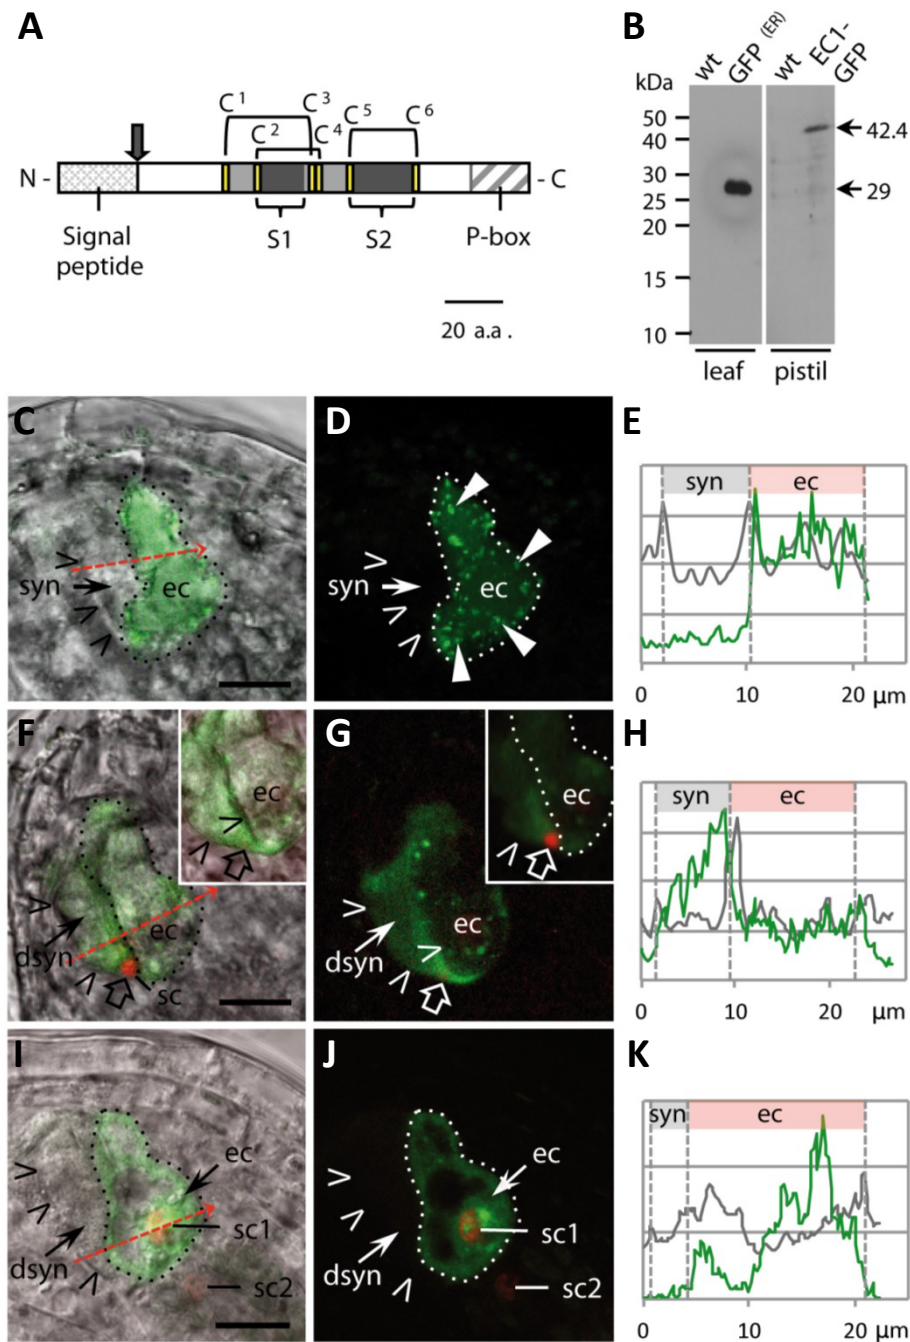 A
C1 C3 C5 C6
C2 C4
N - - C
Signal peptide
S1 S2 P-box
20 a.a .
B
wt GFP (ER) wt EC1-GFP
kDa
50
40
30
25
20
15
10
42.4
29
leaf pistil
C
syn
ec
D
syn
ec
E
syn ec
0 10 20 µm
F
ec
ec
dsyn
sc
G
ec
ec
dsyn
H
syn ec
0 10 20 µm
I
ec
sc1
dsyn
sc2
J
ec
sc1
dsyn
sc2
K
syn ec
0 10 20 µm